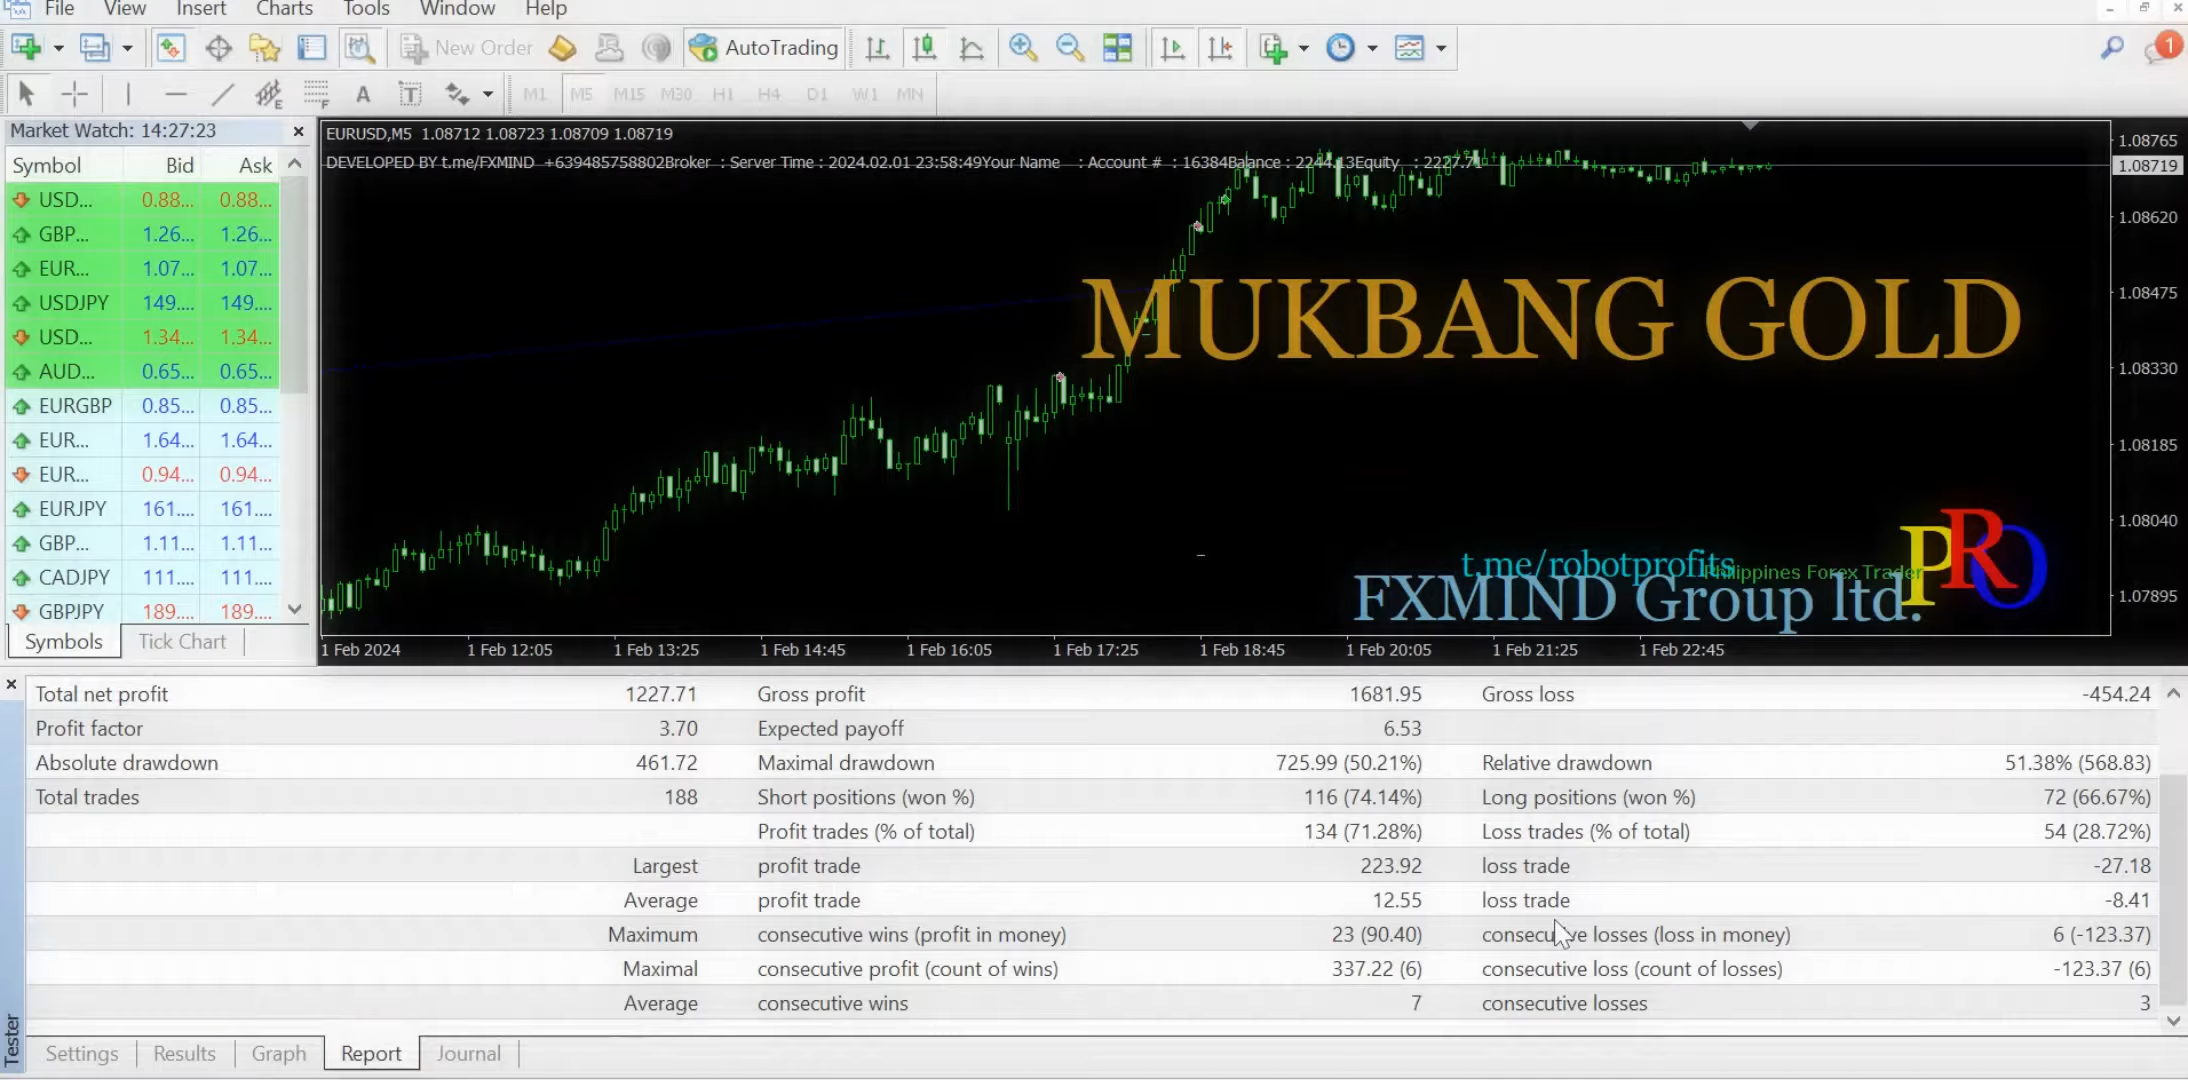 File View Insert Charts Tools Window Help
New Order AutoTrading 1
A T E F M1 M5 M15 M30 H1 H4 D1 W1 MN
Market Watch: 14:27:23
Symbol Bid Ask
USD... 0.88... 0.88...
GBP... 1.26... 1.26...
EUR... 1.07... 1.07...
USDJPY 149.... 149....
USD... 1.34... 1.34...
AUD... 0.65... 0.65...
EURGBP 0.85... 0.85...
EUR... 1.64... 1.64...
EUR... 0.94... 0.94...
EURJPY 161.... 161....
GBP... 1.11... 1.11...
CADJPY 111.... 111....
GBPJPY 189.... 189....
Symbols Tick Chart
EURUSD,M5 1.08712 1.08723 1.08709 1.08719
DEVELOPED BY t.me/FXMIND +639485758802Broker : Server Time : 2024.02.01 23:58:49Your Name : Account # : 16384Balance : 2244.13Equity : 2227.71
MUKBANG GOLD
t.me/robotprofits
Philippines Forex Trader
FXMIND Group ltd.
PRO
1.08765
1.08719
1.08620
1.08475
1.08330
1.08185
1.08040
1.07895
1 Feb 2024 1 Feb 12:05 1 Feb 13:25 1 Feb 14:45 1 Feb 16:05 1 Feb 17:25 1 Feb 18:45 1 Feb 20:05 1 Feb 21:25 1 Feb 22:45
Total net profit 1227.71 Gross profit 1681.95 Gross loss -454.24
Profit factor 3.70 Expected payoff 6.53
Absolute drawdown 461.72 Maximal drawdown 725.99 (50.21%) Relative drawdown 51.38% (568.83)
Total trades 188 Short positions (won %) 116 (74.14%) Long positions (won %) 72 (66.67%)
Profit trades (% of total) 134 (71.28%) Loss trades (% of total) 54 (28.72%)
Largest profit trade 223.92 loss trade -27.18
Average profit trade 12.55 loss trade -8.41
Maximum consecutive wins (profit in money) 23 (90.40) consecutive losses (loss in money) 6 (-123.37)
Maximal consecutive profit (count of wins) 337.22 (6) consecutive loss (count of losses) -123.37 (6)
Average consecutive wins 7 consecutive losses 3
Tester
Settings Results Graph Report Journal